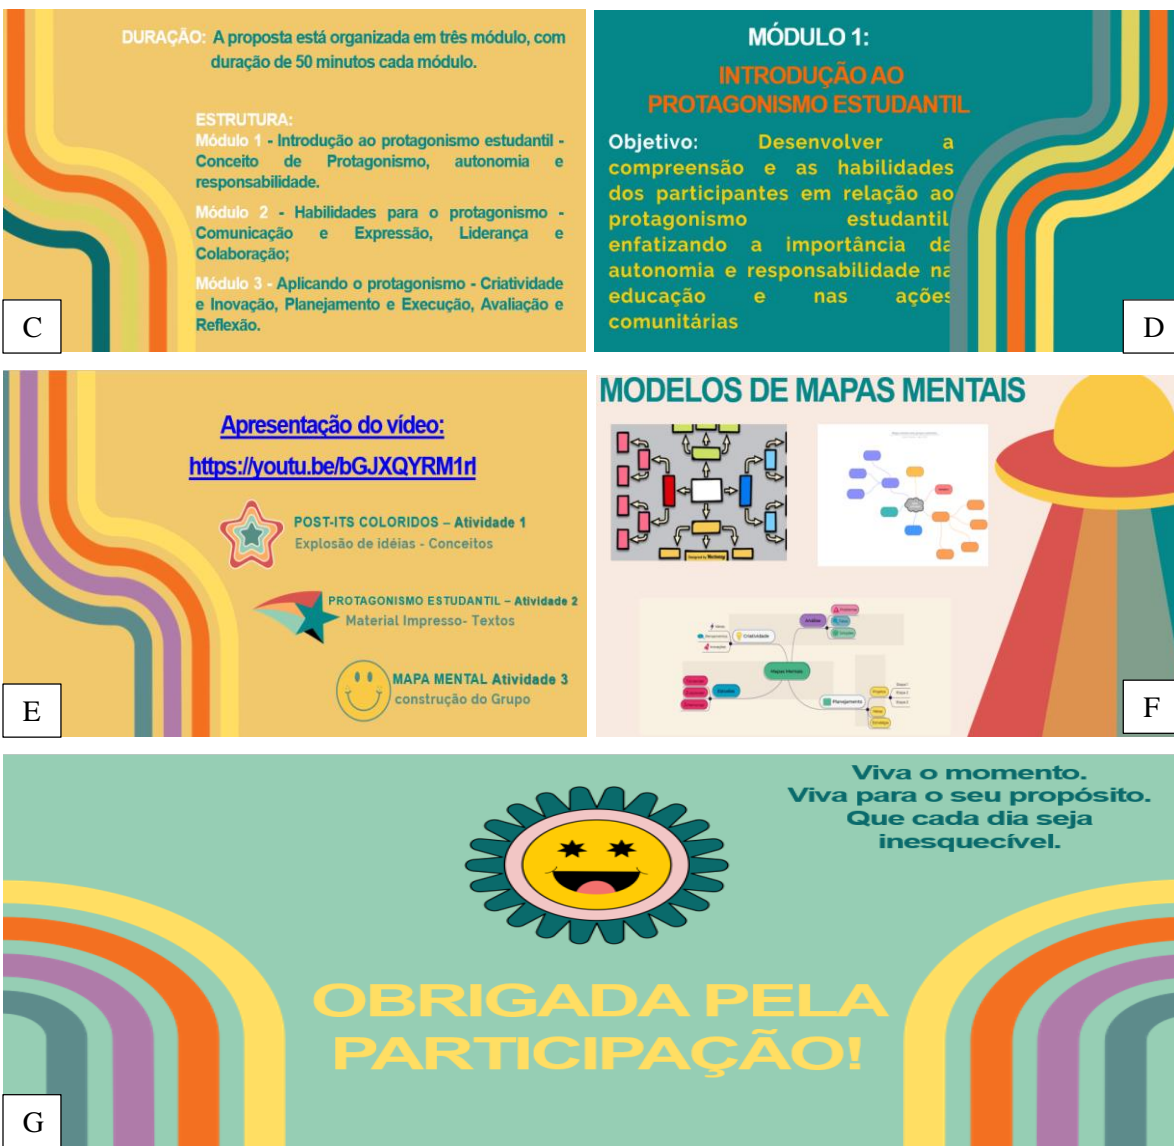 DURAÇÃO: A proposta está organizada em três módulo, com
duração de 50 minutos cada módulo.
ESTRUTURA:
Módulo 1 - Introdução ao protagonismo estudantil -
Conceito de Protagonismo, autonomia e
responsabilidade.
Módulo 2 - Habilidades para o protagonismo -
Comunicação e Expressão, Liderança e
Colaboração;
Módulo 3 - Aplicando o protagonismo - Criatividade
e Inovação, Planejamento e Execução, Avaliação e
Reflexão.
C
MÓDULO 1:
INTRODUÇÃO AO
PROTAGONISMO ESTUDANTIL
Objetivo: Desenvolver a
compreensão e as habilidades
dos participantes em relação ao
protagonismo estudantil
enfatizando a importância da
autonomia e responsabilidade na
educação e nas ações
comunitárias
D
Apresentação do vídeo:
https://youtu.be/bGJXQYRM1rI
POST-ITS COLORIDOS – Atividade 1
Explosão de idéias - Conceitos
PROTAGONISMO ESTUDANTIL – Atividade 2
Material Impresso- Textos
MAPA MENTAL Atividade 3
construção do Grupo
E
MODELOS DE MAPAS MENTAIS
Criatividade
Análise
Mapas Mentais
Planejamento
F
Viva o momento.
Viva para o seu propósito.
Que cada dia seja
inesquecível.
OBRIGADA PELA
PARTICIPAÇÃO!
G